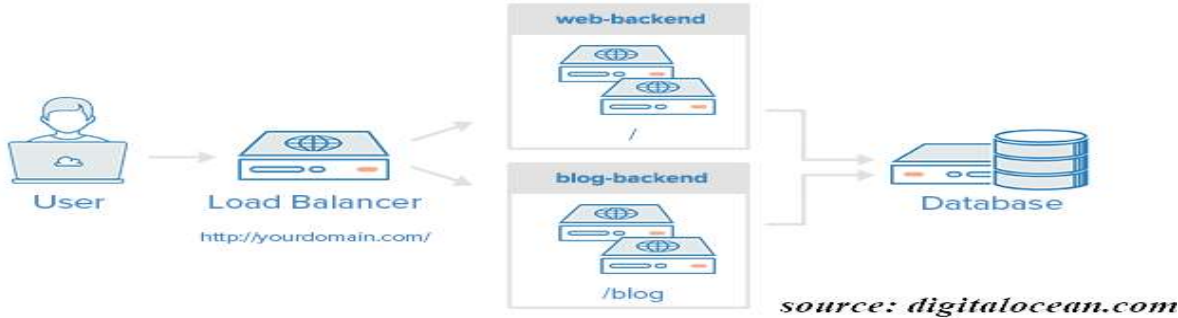 User
Load Balancer
http://yourdomain.com/
web-backend
/
blog-backend
/blog
Database
source: digitalocean.com